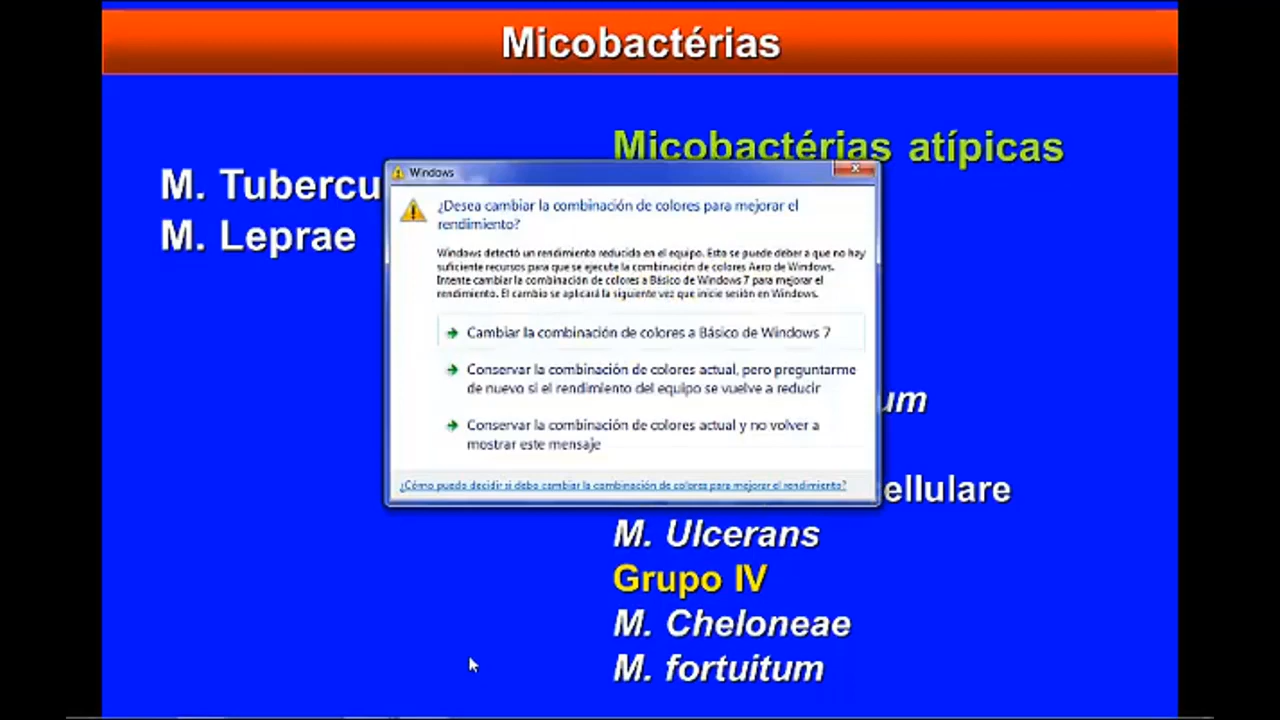 Micobactérias
Micobactérias atípicas
M. Tubercu
M. Leprae
Windows
¿Desea cambiar la combinación de colores para mejorar el
rendimiento?
Windows detectó un rendimiento reducido en el equipo. Esto se puede deber a que no hay
suficiente recursos para que se ejecute la combinación de colores Aero de Windows.
Intente cambiar la combinación de colores a Básico de Windows 7 para mejorar el
rendimiento. El cambio se aplicará la siguiente vez que inicie sesión en Windows.
Cambiar la combinación de colores a Básico de Windows 7
Conservar la combinación de colores actual, pero preguntarme
de nuevo si el rendimiento del equipo se vuelve a reducir
Conservar la combinación de colores actual y no volver a
mostrar este mensaje
¿Cómo puedo decidir si debo cambiar la combinación de colores para mejorar el rendimiento?
um
ellulare
M. Ulcerans
Grupo IV
M. Cheloneae
M. fortuitum